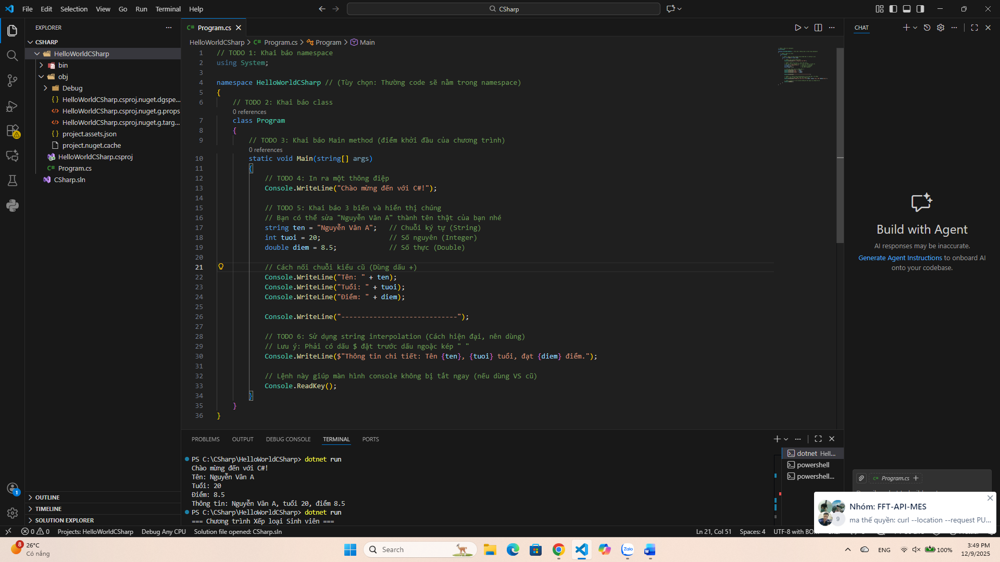 File Edit Selection View Go Run Terminal Help
CSharp
EXPLORER
CSHARP
HelloWorldCSharp
bin
obj
Debug
HelloWorldCSharp.csproj.nuget.dgspe...
HelloWorldCSharp.csproj.nuget.g.props
HelloWorldCSharp.csproj.nuget.g.targ...
project.assets.json
project.nuget.cache
HelloWorldCSharp.csproj
Program.cs
CSharp.sln
OUTLINE
TIMELINE
SOLUTION EXPLORER
C# Program.cs
HelloWorldCSharp > C# Program.cs > Program > Main
1 // TODO 1: Khai báo namespace
2 using System;
3
4 namespace HelloWorldCSharp // (Tùy chọn: Thường code sẽ nằm trong namespace)
5 {
6 // TODO 2: Khai báo class
0 references
7 class Program
8 {
9 // TODO 3: Khai báo Main method (điểm khởi đầu của chương trình)
0 references
10 static void Main(string[] args)
11 {
12 // TODO 4: In ra một thông điệp
13 Console.WriteLine("Chào mừng đến với C#!");
14
15 // TODO 5: Khai báo 3 biến và hiển thị chúng
16 // Bạn có thể sửa "Nguyễn Văn A" thành tên thật của bạn nhé
17 string ten = "Nguyễn Văn A"; // Chuỗi ký tự (String)
18 int tuoi = 20; // Số nguyên (Integer)
19 double diem = 8.5; // Số thực (Double)
20
21 // Cách nối chuỗi kiểu cũ (Dùng dấu +)
22 Console.WriteLine("Tên: " + ten);
23 Console.WriteLine("Tuổi: " + tuoi);
24 Console.WriteLine("Điểm: " + diem);
25
26 Console.WriteLine("-----------------------------");
27
28 // TODO 6: Sử dụng string interpolation (Cách hiện đại, nên dùng)
29 // Lưu ý: Phải có dấu $ đặt trước dấu ngoặc kép " "
30 Console.WriteLine($"Thông tin chi tiết: Tên {ten}, {tuoi} tuổi, đạt {diem} điểm.");
31
32 // Lệnh này giúp màn hình console không bị tắt ngay (nếu dùng VS cũ)
33 Console.ReadKey();
34 }
35 }
36 }
PROBLEMS OUTPUT DEBUG CONSOLE TERMINAL PORTS
PS C:\CSharp\HelloWorldCSharp> dotnet run
Chào mừng đến với C#!
Tên: Nguyễn Văn A
Tuổi: 20
Điểm: 8.5
Thông tin: Nguyễn Văn A, tuổi 20, điểm 8.5
PS C:\CSharp\HelloWorldCSharp> dotnet run
=== Chương trình Xếp loại Sinh viên ===
dotnet Hell...
powershell
powershell...
CHAT
Build with Agent
AI responses may be inaccurate.
Generate Agent Instructions to onboard AI
onto your codebase.
C# Program.cs
Nhóm: FFT-API-MES
9
ma thế quyền: curl --location --request PU...
1
0 0 Projects: HelloWorldCSharp Debug Any CPU Solution file opened: CSharp.sln
Ln 21, Col 51 Spaces: 4 UTF-8 with
8
26°C
Có nắng
Search
Zalo
ENG
100%
3:49 PM
12/9/2025